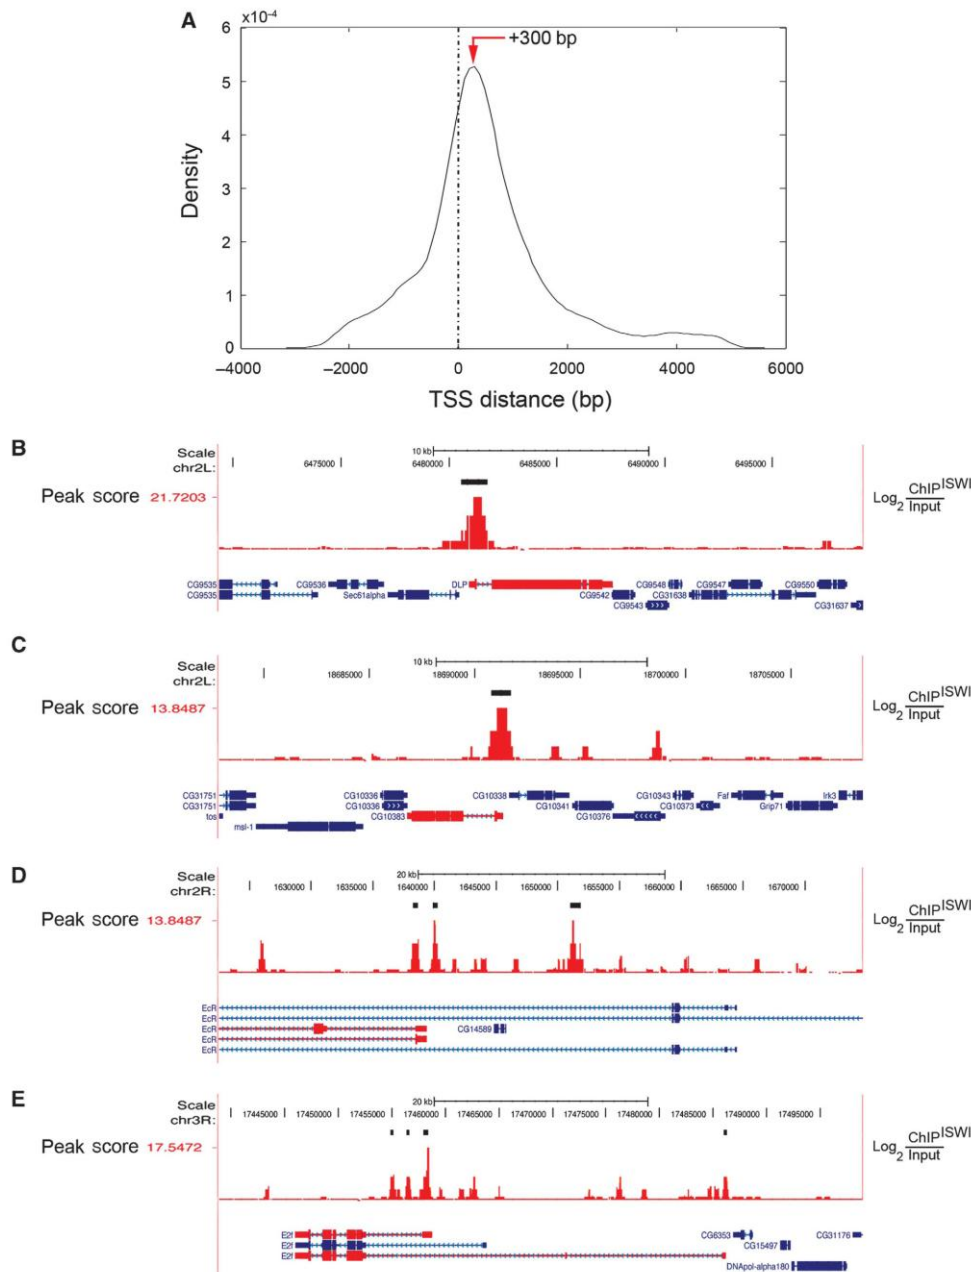 A
x10-4
+300 bp
6
5
4
3
2
1
0
Density
−4000 −2000 0 2000 4000 6000
TSS distance (bp)
B
Scale 10 kb
chr2L: 6475000 6480000 6485000 6490000 6495000
Peak score 21.7203
Log2 ChIP ISWI
Input
CG9535 CG9536 DLP CG9548 CG9547 CG9550
CG9535 Sec61alpha CG9542 CG31638
CG9543 CG31637
C
Scale 10 kb
chr2L: 18685000 18690000 18695000 18700000 18705000
Peak score 13.8487
Log2 ChIP ISWI
Input
CG31751 CG10336 CG10338 CG10343 Faf Irk3
CG31751 CG10336 CG10341 CG10373 Grip71
tos CG10383 CG10376
msl-1
D
Scale 20 kb
chr2R: 1630000 1635000 1640000 1645000 1650000 1655000 1660000 1665000 1670000
Peak score 13.8487
Log2 ChIP ISWI
Input
EcR
EcR
EcR CG14589
EcR
EcR
E
Scale 20 kb
chr3R: 17445000 17450000 17455000 17460000 17465000 17470000 17475000 17480000 17485000 17490000 17495000
Peak score 17.5472
Log2 ChIP ISWI
Input
E2f CG6353 CG31176
E2f CG15497
E2f
DNApol-alpha180